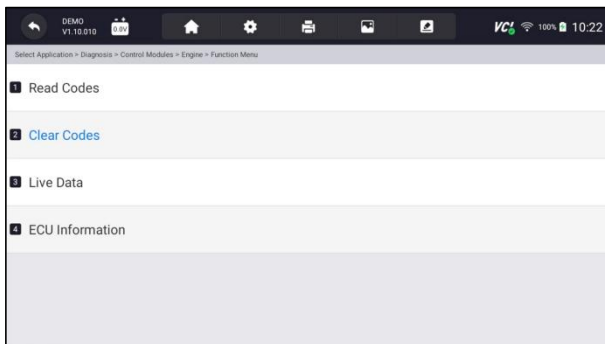 DEMO
V1.10.010
0.0V
VC! 100% 10:22
Select Application > Diagnosis > Control Modules > Engine > Function Menu
1 Read Codes
2 Clear Codes
3 Live Data
4 ECU Information